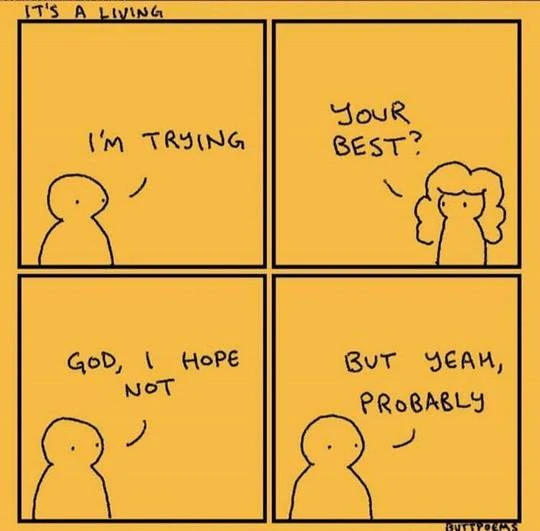 IT'S A LIVING
I'M TRYING
YOUR
BEST?
GOD, I HOPE
NOT
BUT YEAH,
PROBABLY
BUTTPOEMS